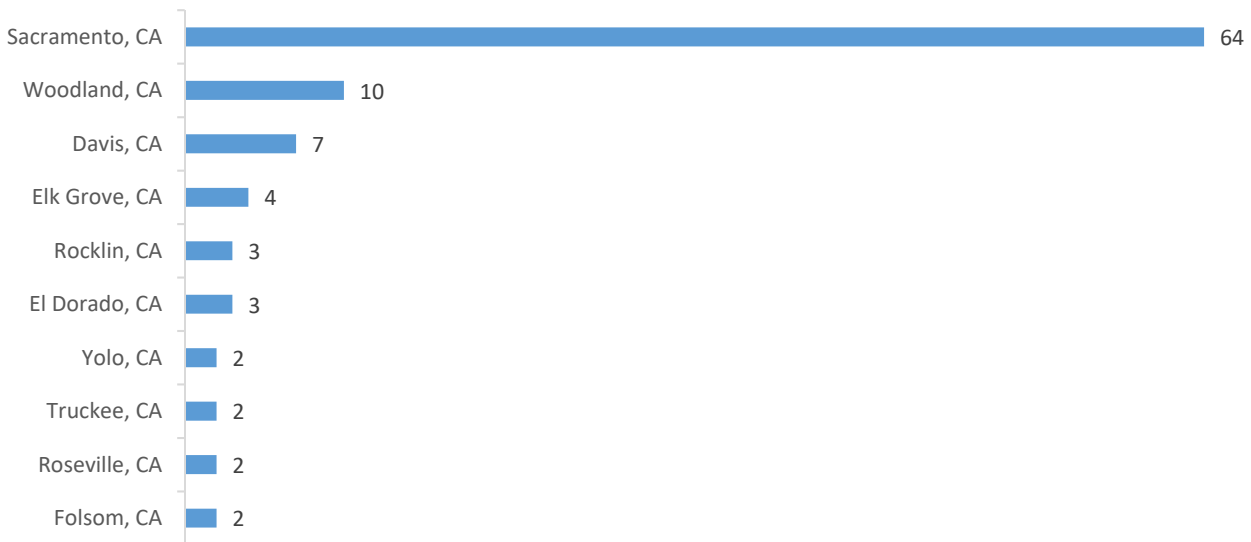 Sacramento, CA 64
Woodland, CA 10
Davis, CA 7
Elk Grove, CA 4
Rocklin, CA 3
El Dorado, CA 3
Yolo, CA 2
Truckee, CA 2
Roseville, CA 2
Folsom, CA 2